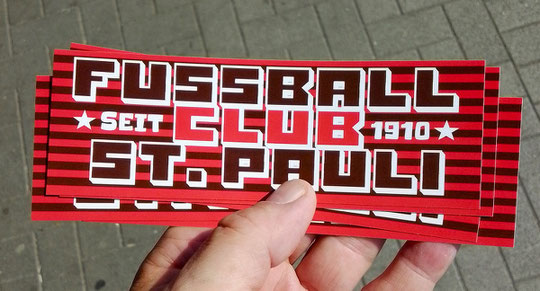 FUSSBALL
★ SEIT CLUB 1910 ★
ST. PAULI